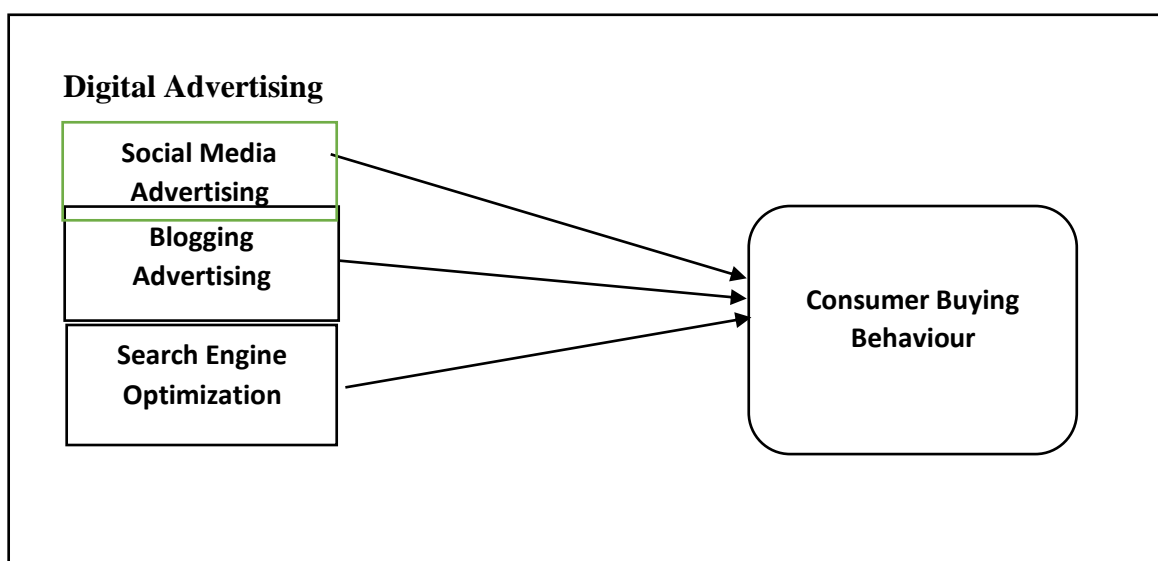 Digital Advertising
Social Media
Advertising
Blogging
Advertising
Search Engine
Optimization
Consumer Buying
Behaviour